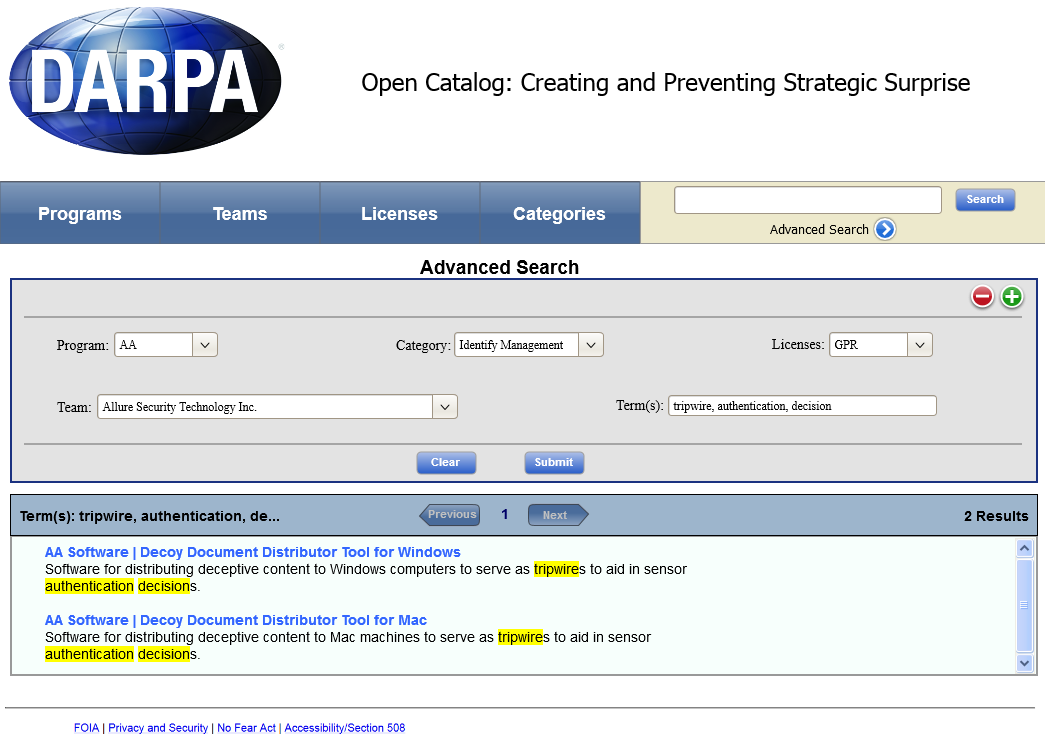 DARPA
®
Open Catalog: Creating and Preventing Strategic Surprise
Programs Teams Licenses Categories Search
Advanced Search
Advanced Search
Program: AA Category: Identify Management Licenses: GPR
Team: Allure Security Technology Inc. Term(s): tripwire, authentication, decision
Clear Submit
Term(s): tripwire, authentication, de... Previous 1 Next 2 Results
AA Software | Decoy Document Distributor Tool for Windows
Software for distributing deceptive content to Windows computers to serve as tripwires to aid in sensor
authentication decisions.
AA Software | Decoy Document Distributor Tool for Mac
Software for distributing deceptive content to Mac machines to serve as tripwires to aid in sensor
authentication decisions.
FOIA | Privacy and Security | No Fear Act | Accessibility/Section 508